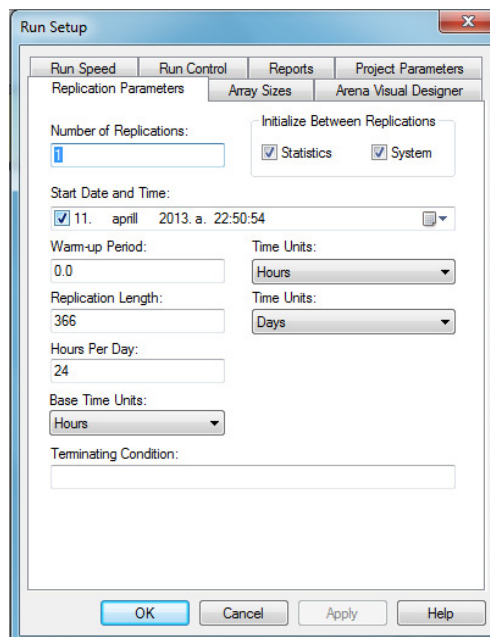 Run Setup
Run Speed Run Control Reports Project Parameters
Replication Parameters Array Sizes Arena Visual Designer
Number of Replications:
1
Initialize Between Replications
Statistics System
Start Date and Time:
11. aprill 2013. a. 22:50:54
Warm-up Period: Time Units:
0.0 Hours
Replication Length: Time Units:
366 Days
Hours Per Day:
24
Base Time Units:
Hours
Terminating Condition:
OK Cancel Apply Help